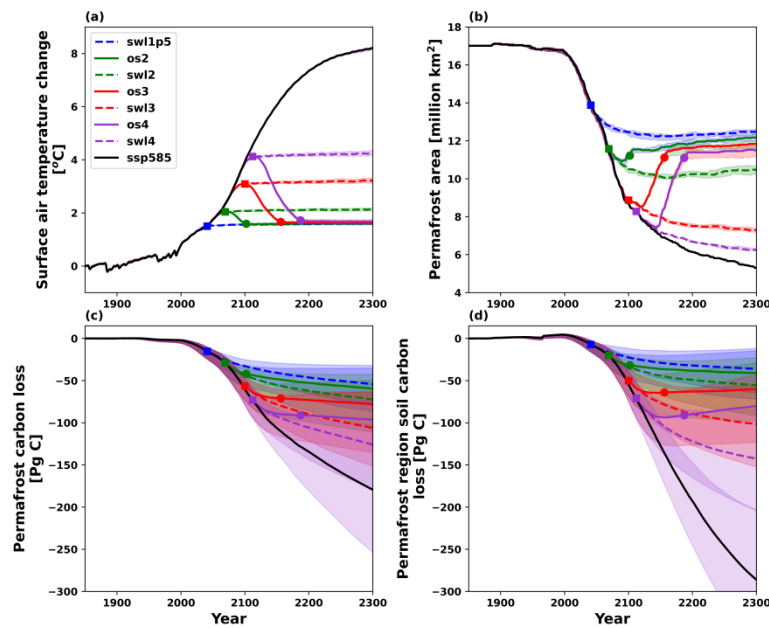 (a)
Surface air temperature change
[°C]
8
6
4
2
0
swl1p5
os2
swl2
os3
swl3
os4
swl4
ssp585
1900
2000
2100
2200
2300
(b)
Permafrost area [million km²]
18
16
14
12
10
8
6
4
1900
2000
2100
2200
2300
(c)
Permafrost carbon loss
[Pg C]
0
−50
−100
−150
−200
−250
−300
1900
2000
2100
2200
2300
Year
(d)
Permafrost region soil carbon
loss [Pg C]
0
−50
−100
−150
−200
−250
−300
1900
2000
2100
2200
2300
Year